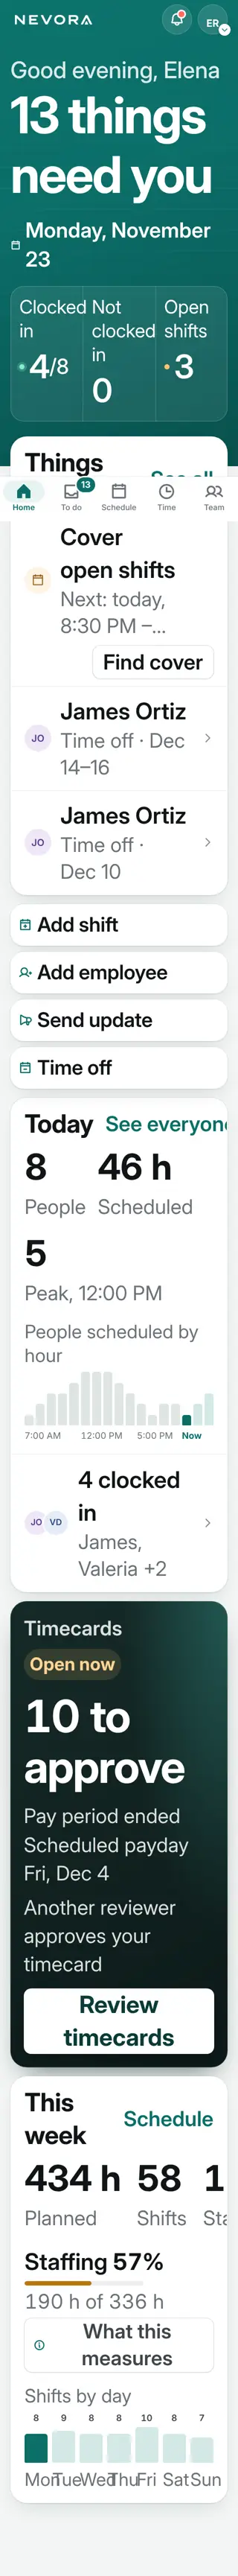 NEVORA
ER
Good evening, Elena
13 things
need you
Monday, November
23
Clocked
in
4/8
Not
clocked
in
0
Open
shifts
3
Things
Home
13
To do
Schedule
Time
Team
Cover
open shifts
Next: today,
8:30 PM –...
Find cover
JO
James Ortiz
Time off · Dec
14–16
JO
James Ortiz
Time off ·
Dec 10
Add shift
Add employee
Send update
Time off
Today
See everyon
8
People
46 h
Scheduled
5
Peak, 12:00 PM
People scheduled by
hour
7:00 AM
12:00 PM
5:00 PM
Now
JO
VD
4 clocked
in
James,
Valeria +2
Timecards
Open now
10 to
approve
Pay period ended
Scheduled payday
Fri, Dec 4
Another reviewer
approves your
timecard
Review
timecards
This
week
Schedule
434 h
Planned
58
Shifts
1
Sta
Staffing 57%
190 h of 336 h
What this
measures
Shifts by day
8 9 8 8 10 8 7
Mon Tue Wed Thu Fri Sat Sun